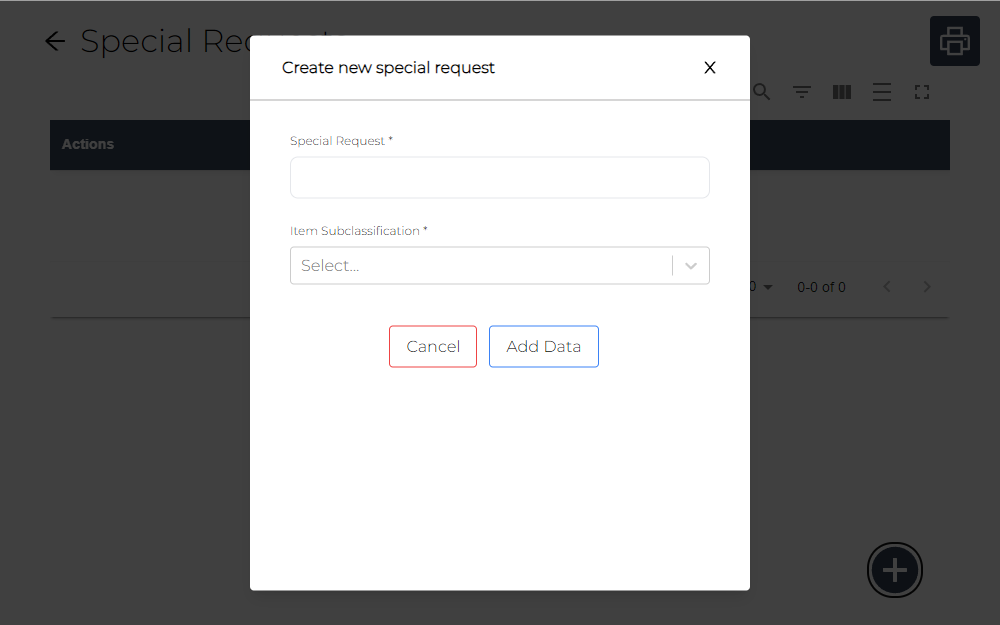 Special Re
Create new special request
X
Actions
Special Request *
Item Subclassification *
Select...
0-0 of 0
Cancel
Add Data